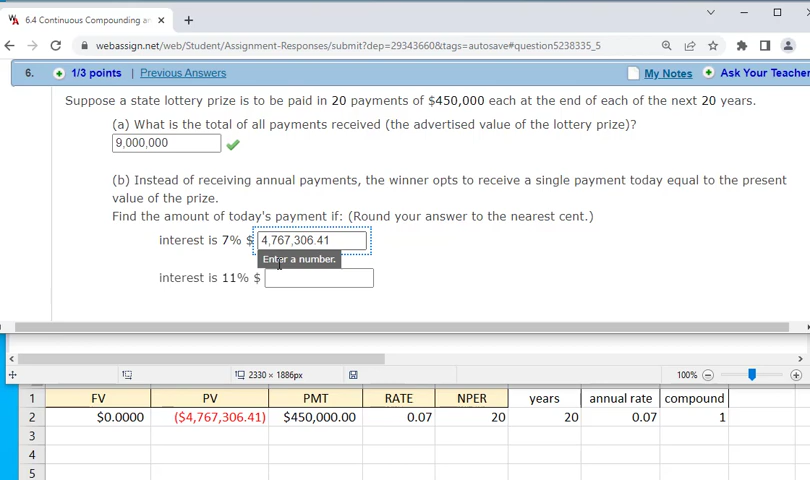 6.4 Continuous Compounding an
webassign.net/web/Student/Assignment-Responses/submit?dep=29343660&tags=autosave#question5238335_5
6. 1/3 points | Previous Answers My Notes Ask Your Teacher
Suppose a state lottery prize is to be paid in 20 payments of $450,000 each at the end of each of the next 20 years.
(a) What is the total of all payments received (the advertised value of the lottery prize)?
9,000,000
(b) Instead of receiving annual payments, the winner opts to receive a single payment today equal to the present
value of the prize.
Find the amount of today's payment if: (Round your answer to the nearest cent.)
interest is 7% $ 4,767,306.41
Enter a number.
interest is 11% $
2330 × 1886px 100%
1 FV PV PMT RATE NPER years annual rate compound
2 $0.0000 ($4,767,306.41) $450,000.00 0.07 20 20 0.07 1
3
4
5